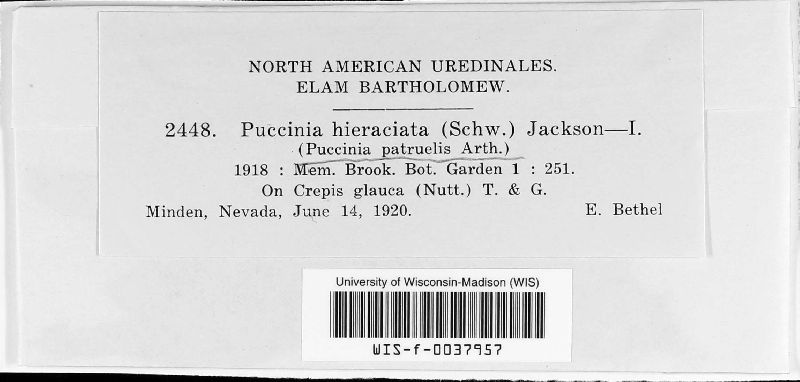 NORTH AMERICAN UREDINALES.
ELAM BARTHOLOMEW.
2448. Puccinia hieraciata (Schw.) Jackson—I.
(Puccinia patruelis Arth.)
1918 : Mem. Brook. Bot. Garden 1 : 251.
On Crepis glauca (Nutt.) T. & G.
Minden, Nevada, June 14, 1920. E. Bethel
University of Wisconsin-Madison (WIS)
WIS-f-0037957